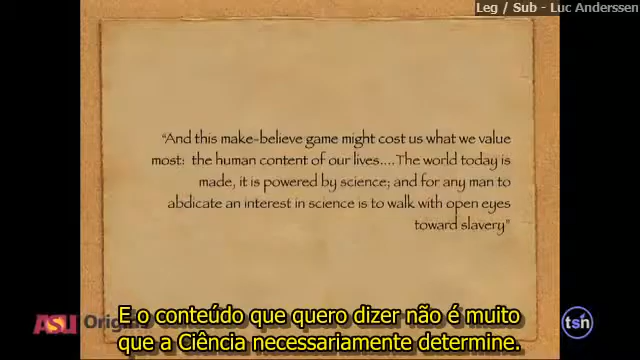 Leg / Sub - Luc Anderssen
"And this make-believe game might cost us what we value
most: the human content of our lives....The world today is
made, it is powered by science; and for any man to
abdicate an interest in science is to walk with open eyes
toward slavery"
ASU Origins
tsn
E o conteúdo que quero dizer não é muito
que a Ciência necessariamente determine.